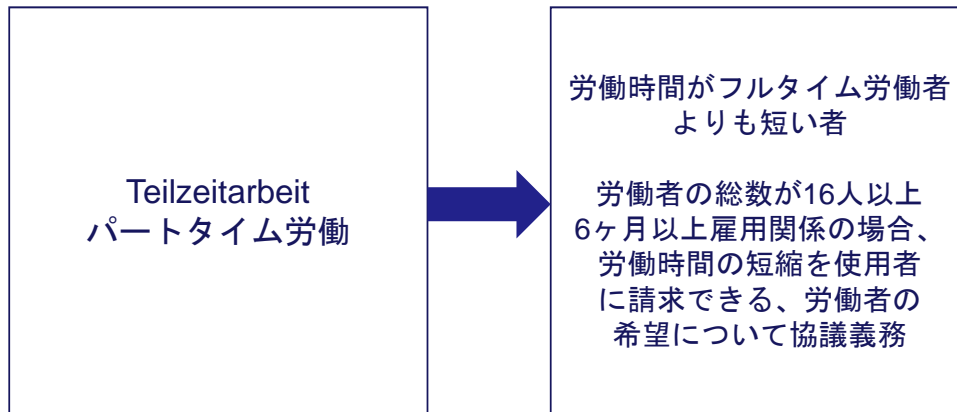 Teilzeitarbeit
パートタイム労働
労働時間がフルタイム労働者
よりも短い者
労働者の総数が16人以上
6ヶ月以上雇用関係の場合、
労働時間の短縮を使用者
に請求できる、労働者の
希望について協議義務